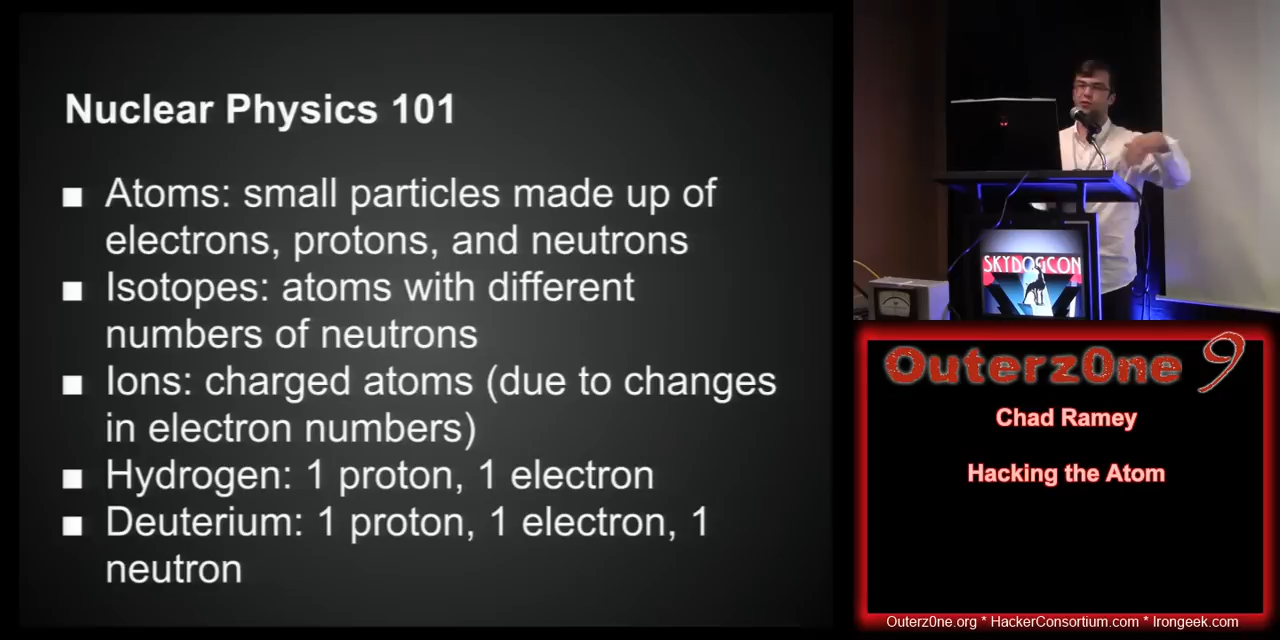 Nuclear Physics 101
■ Atoms: small particles made up of
electrons, protons, and neutrons
■ Isotopes: atoms with different
numbers of neutrons
■ Ions: charged atoms (due to changes
in electron numbers)
■ Hydrogen: 1 proton, 1 electron
■ Deuterium: 1 proton, 1 electron, 1
neutron
SKYDOGCON
Outerz0ne 9
Chad Ramey
Hacking the Atom
Outerz0ne.org * HackerConsortium.com * Irongeek.com